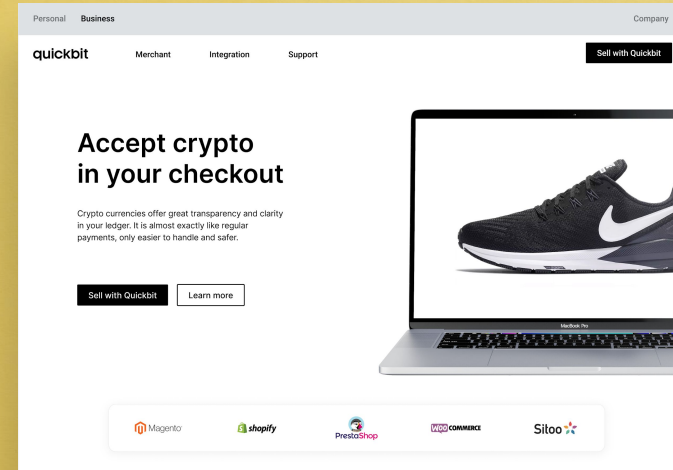 Personal Business Company
quickbit Merchant Integration Support Sell with Quickbit
Accept crypto
in your checkout
Crypto currencies offer great transparency and clarity
in your ledger. It is almost exactly like regular
payments, only easier to handle and safer.
Sell with Quickbit Learn more
MacBook Pro
Magento shopify PrestaShop WOO COMMERCE Sitoo